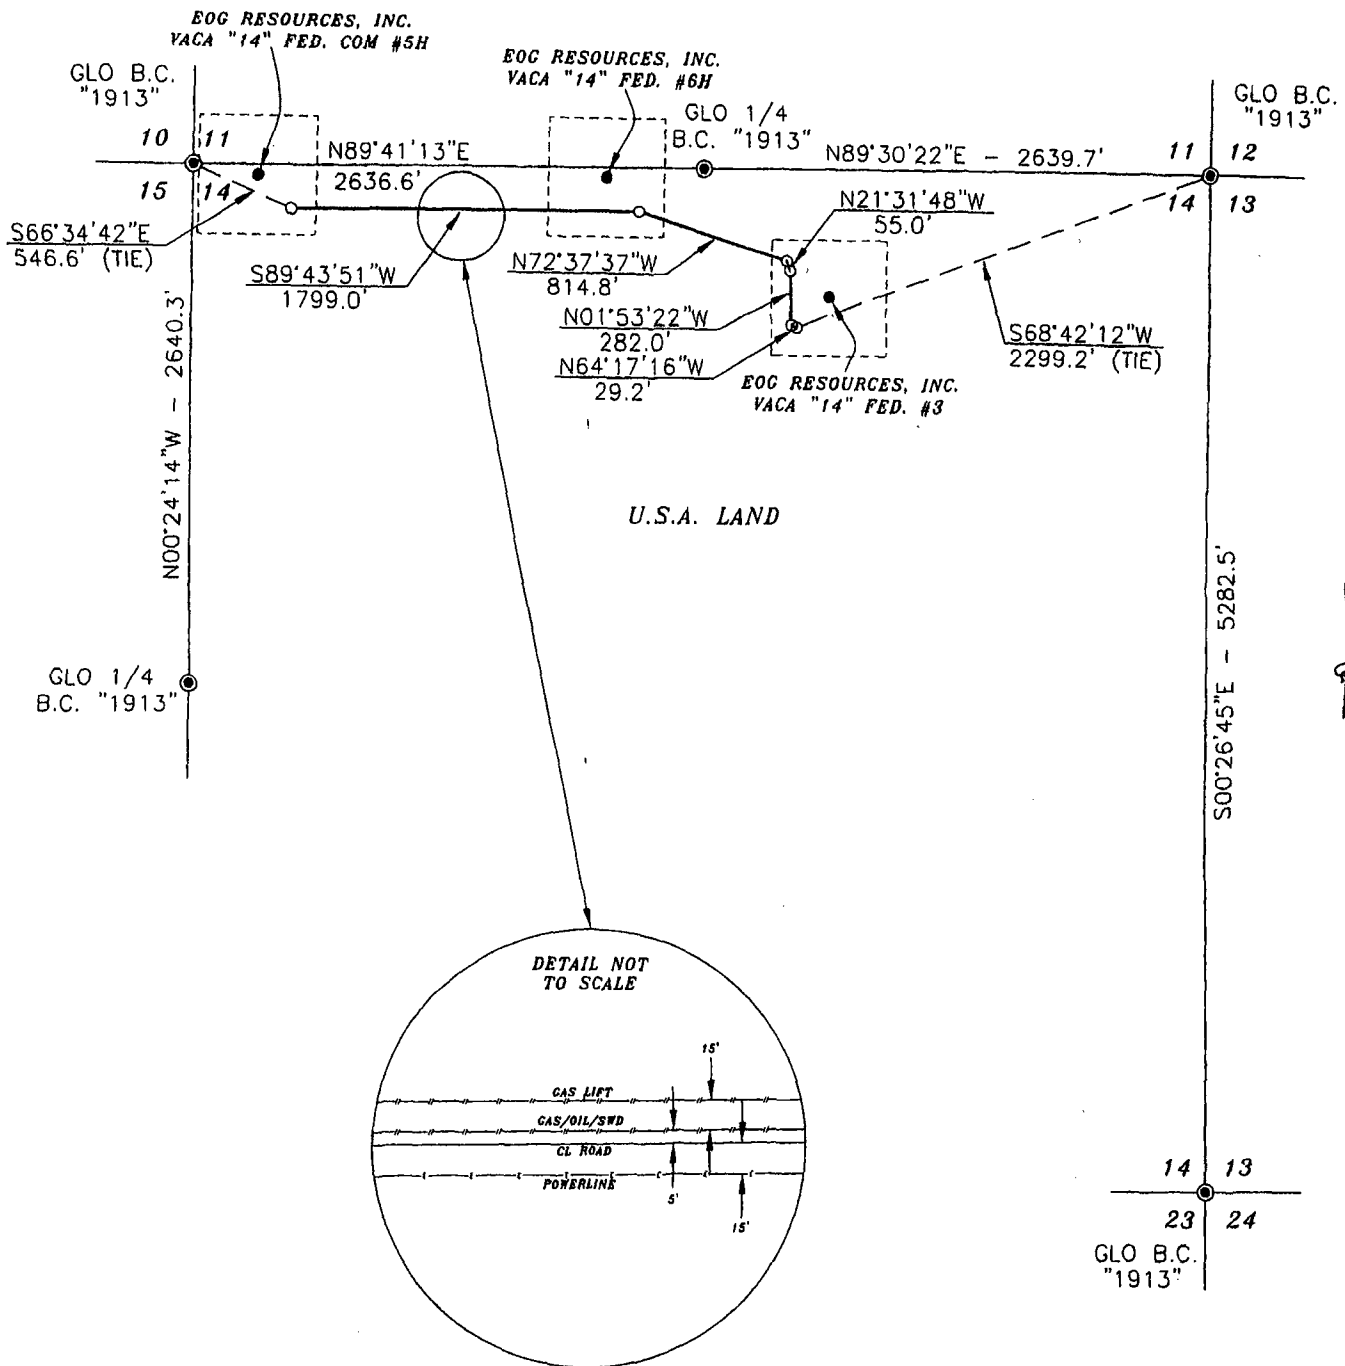 EOG RESOURCES, INC.
VACA "14" FED. COM #5H
EOG RESOURCES, INC.
VACA "14" FED. #6H
GLO B.C.
"1913"
GLO 1/4
B.C. "1913"
GLO B.C.
"1913"
10 11
15 14
N89°41'13"E
2636.6'
N89°30'22"E - 2639.7'
11 12
14 13
S66°34'42"E
546.6' (TIE)
S89°43'51"W
1799.0'
N21°31'48"W
55.0'
N72°37'37"W
814.8'
N01°53'22"W
282.0'
N64°17'16"W
29.2'
S68°42'12"W
2299.2' (TIE)
EOG RESOURCES, INC.
VACA "14" FED. #3
N00°24'14"W - 2640.3'
U.S.A. LAND
S00°26'45"E - 5282.5'
GLO 1/4
B.C. "1913"
DETAIL NOT
TO SCALE
15'
GAS LIFT
GAS/OIL/SWD
CL ROAD
POWERLINE
5'
15'
14 13
23 24
GLO B.C.
"1913"